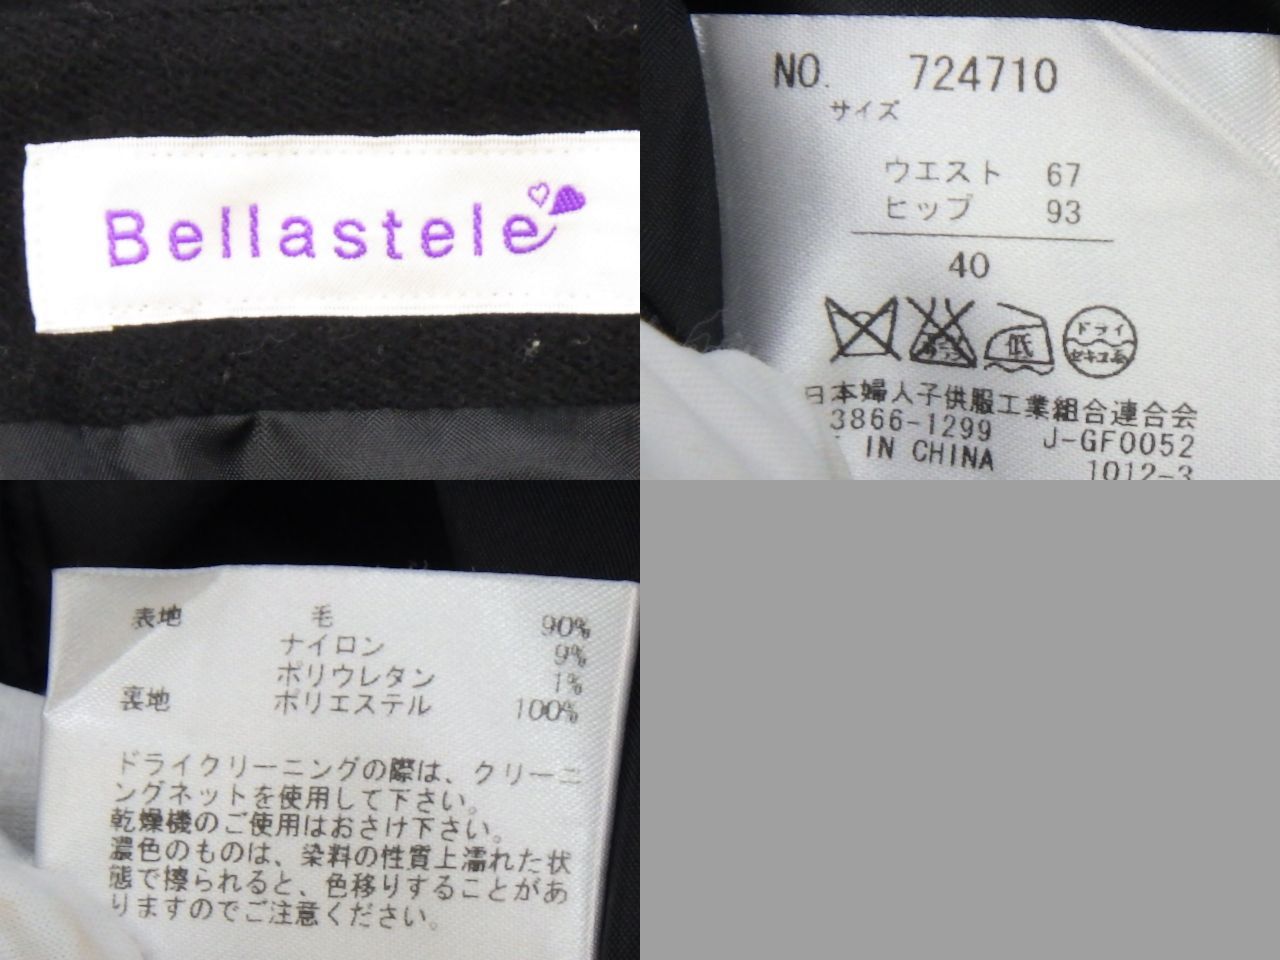 Bellastele
NO. 724710
サイズ
ウエスト 67
ヒップ 93
40
低
ドライ
セキユ系
日本婦人子供服工業組合連合会
3866-1299 J-GF0052
IN CHINA
1012-3
表地 毛 90%
ナイロン 9%
ポリウレタン 1%
裏地 ポリエステル 100%
ドライクリーニングの際は、クリーニ
ングネットを使用して下さい。
乾燥機のご使用はおさけ下さい。
濃色のものは、染料の性質上濡れた状
態で擦られると、色移りすることがあ
りますのでご注意ください。